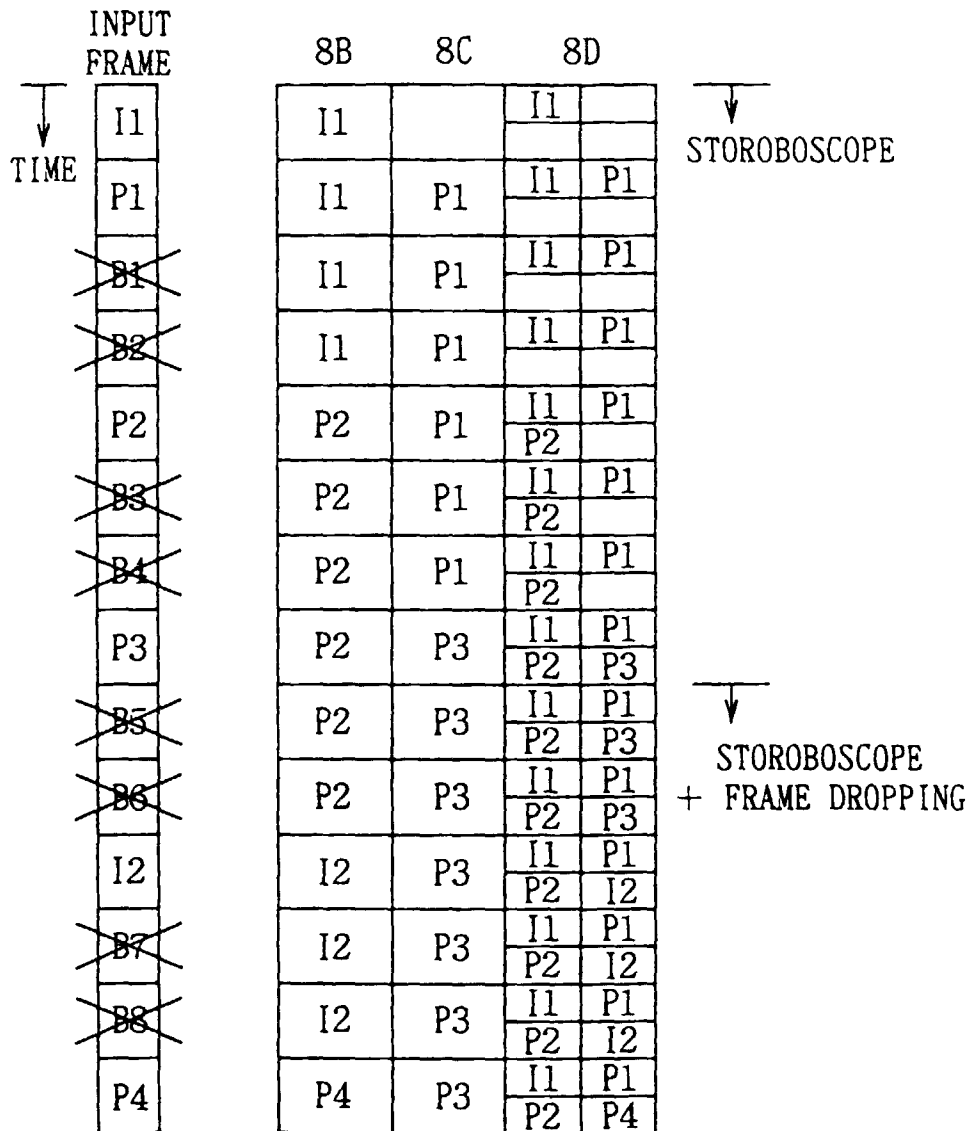 INPUT
FRAME 8B 8C 8D
I1 I1 I1
TIME STOROBOSCOPE
P1 I1 P1 I1 P1
B1 I1 P1 I1 P1
B2 I1 P1 I1 P1
P2 P2 P1 I1 P1
P2
B3 P2 P1 I1 P1
P2
B4 P2 P1 I1 P1
P2
P3 P2 P3 I1 P1
P2 P3
B5 P2 P3 I1 P1
P2 P3
STOROBOSCOPE
+ FRAME DROPPING
B6 P2 P3 I1 P1
P2 P3
I2 I2 P3 I1 P1
P2 I2
B7 I2 P3 I1 P1
P2 I2
B8 I2 P3 I1 P1
P2 I2
P4 P4 P3 I1 P1
P2 P4